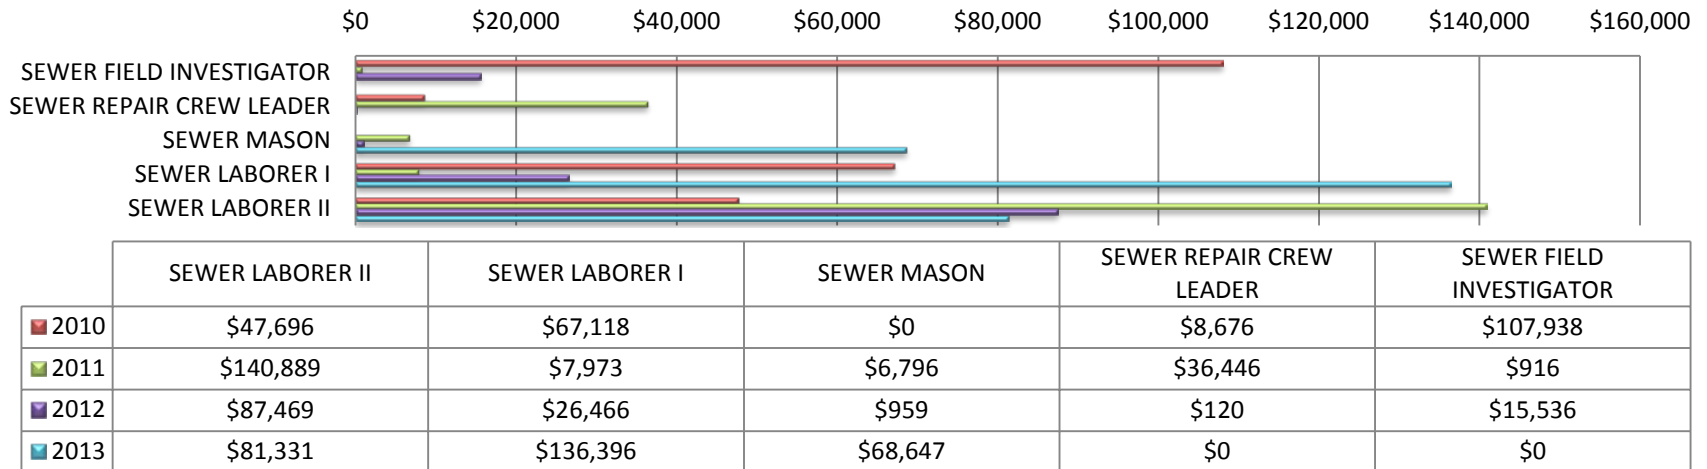 $0 $20,000 $40,000 $60,000 $80,000 $100,000 $120,000 $140,000 $160,000
SEWER FIELD INVESTIGATOR
SEWER REPAIR CREW LEADER
SEWER MASON
SEWER LABORER I
SEWER LABORER II
SEWER LABORER II SEWER LABORER I SEWER MASON SEWER REPAIR CREW LEADER SEWER FIELD INVESTIGATOR
2010 $47,696 $67,118 $0 $8,676 $107,938
2011 $140,889 $7,973 $6,796 $36,446 $916
2012 $87,469 $26,466 $959 $120 $15,536
2013 $81,331 $136,396 $68,647 $0 $0